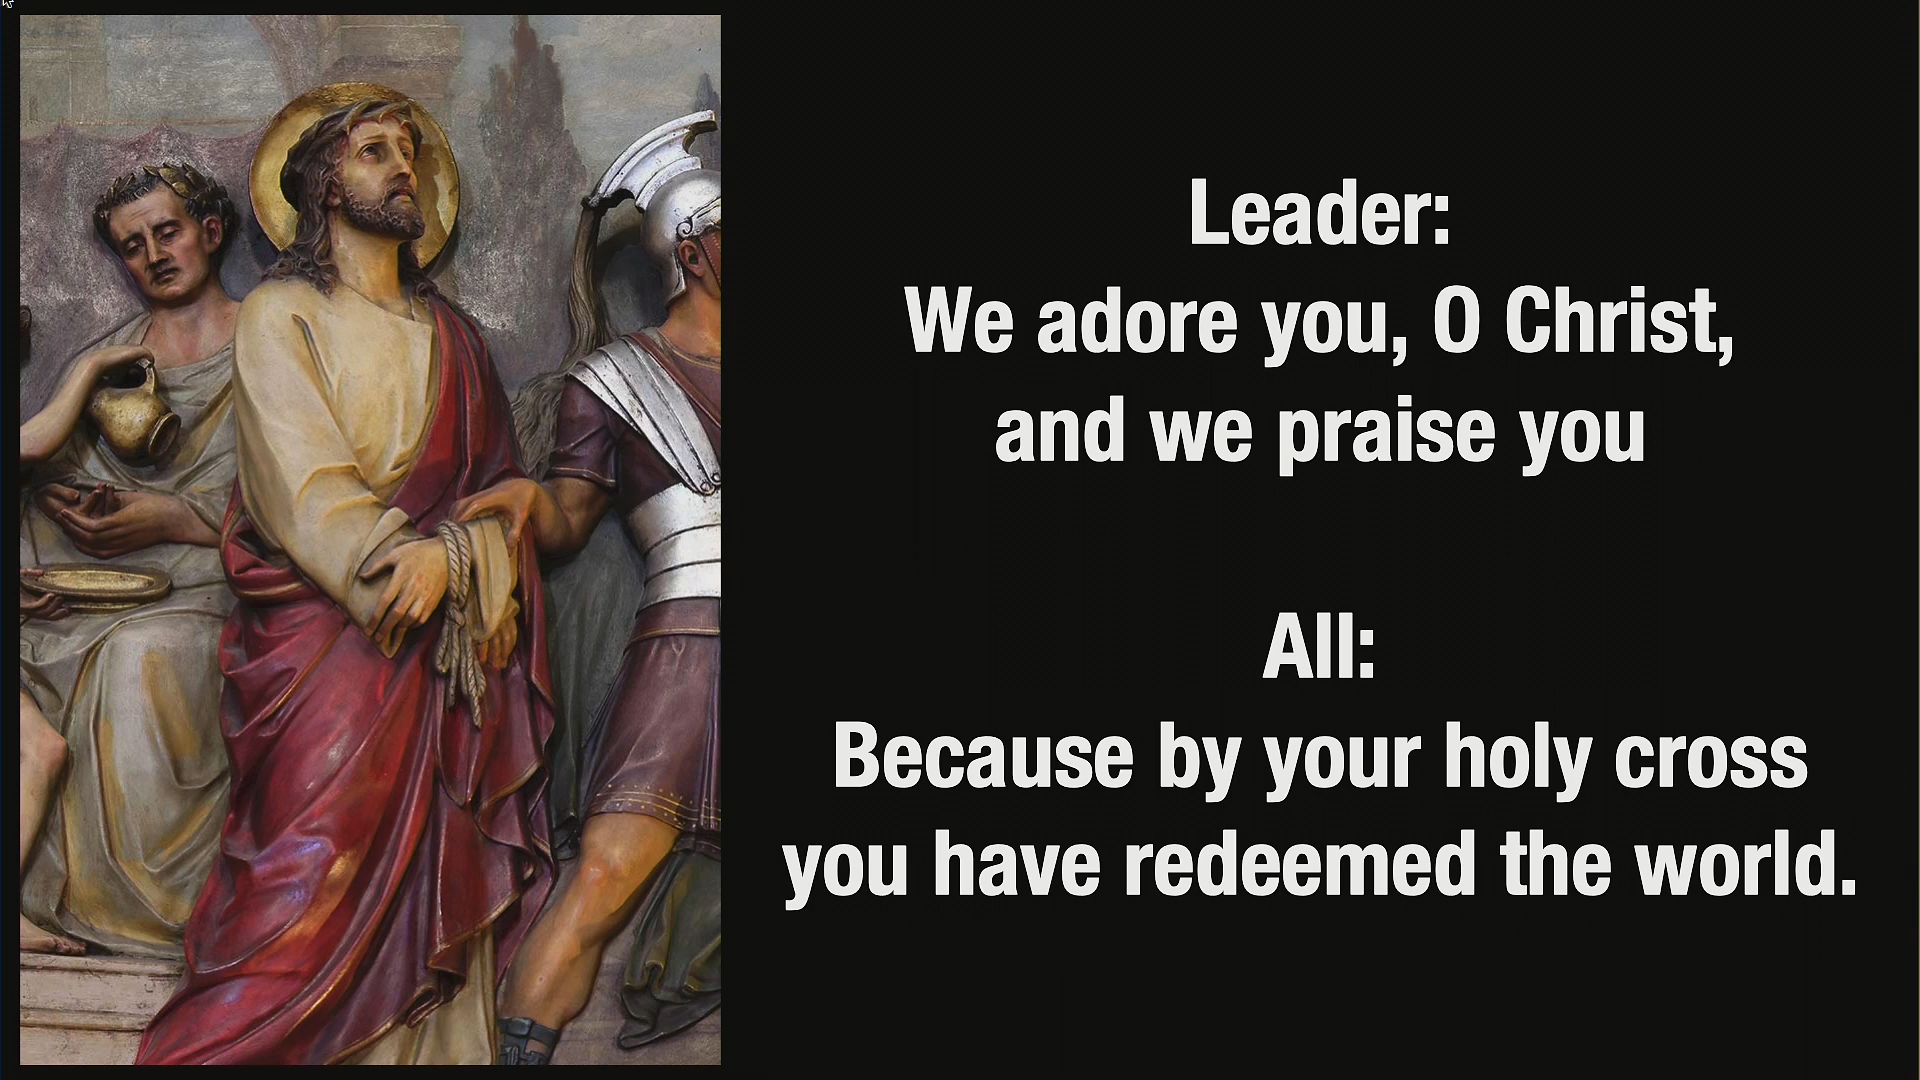 Leader:
We adore you, O Christ,
and we praise you
All:
Because by your holy cross
you have redeemed the world.